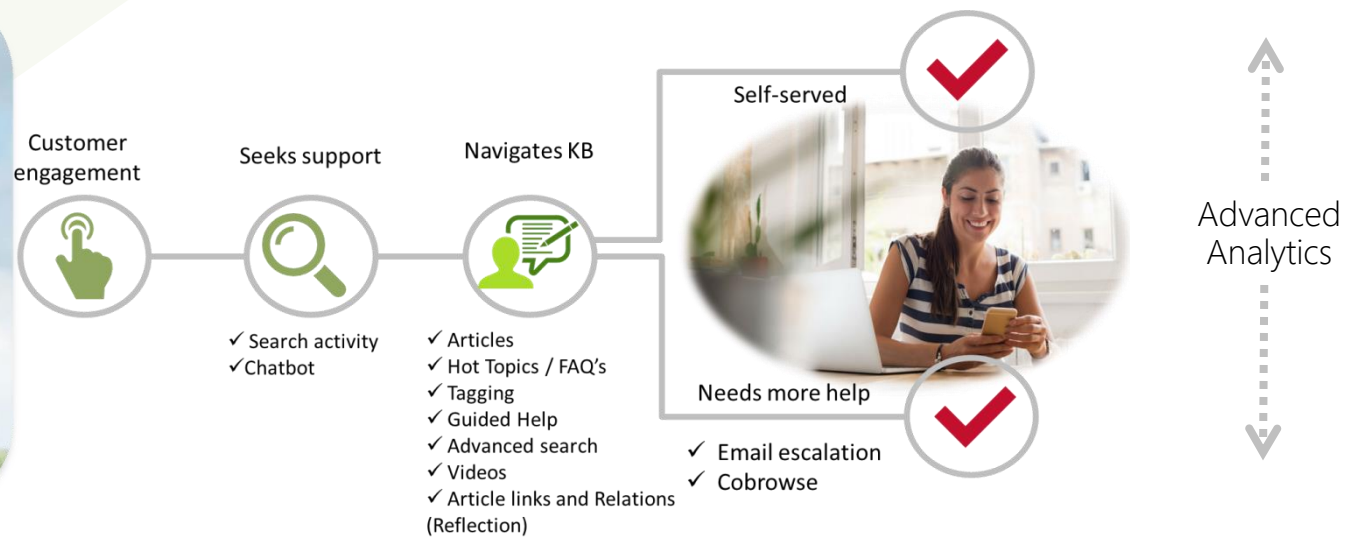 Customer
engagement
Seeks support
✓ Search activity
✓Chatbot
Navigates KB
✓ Articles
✓ Hot Topics / FAQ's
✓ Tagging
✓ Guided Help
✓ Advanced search
✓ Videos
✓ Article links and Relations
(Reflection)
Self-served
Needs more help
✓ Email escalation
✓ Cobrowse
Advanced
Analytics